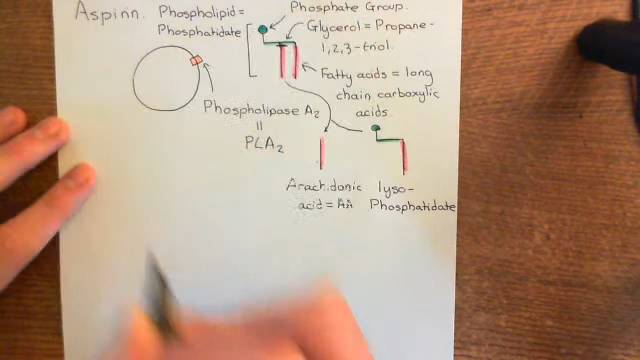 Aspirin. Phospholipid =
Phosphatidate
Phosphate Group.
Glycerol = Propane-
1,2,3-triol.
Fatty acids = long
chain carboxylic
acids
Phospholipase A2
=
PLA2
Arachidonic
acid = AA
lyso-
Phosphatidate